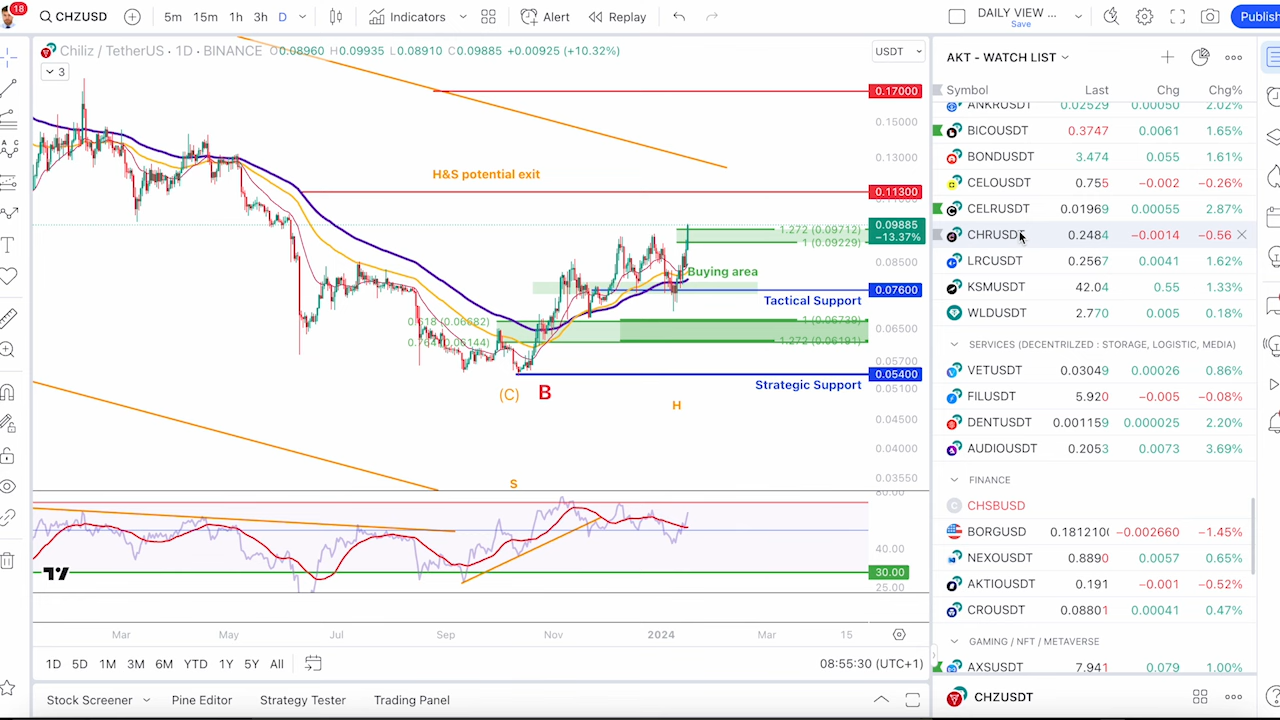 18
CHZUSD
5m 15m 1h 3h D
Indicators
Alert
Replay
DAILY VIEW ...
Save
Publish
Chiliz / TetherUS · 1D · BINANCE O0.08960 H0.09935 L0.08910 C0.09885 +0.00925 (+10.32%)
USDT
3
0.17000
0.15000
0.13000
H&S potential exit
0.11300
0.09885
−13.37%
1.272 (0.09712)
1 (0.09229)
0.08500
Buying area
0.07600
Tactical Support
0.618 (0.06682)
1 (0.06739)
0.06500
0.764 (0.06144)
1.272 (0.06191)
0.05700
0.05400
Strategic Support
0.05100
(C)
B
H
0.04500
0.04000
0.03550
S
80.00
40.00
30.00
25.00
Mar May Jul Sep Nov 2024 Mar 15
1D 5D 1M 3M 6M YTD 1Y 5Y All
08:55:30 (UTC+1)
Stock Screener
Pine Editor
Strategy Tester
Trading Panel
AKT - WATCH LIST
Symbol Last Chg Chg%
ANKRUSDT 0.02529 0.00050 2.02%
BICOUSDT 0.3747 0.0061 1.65%
BONDUSDT 3.474 0.055 1.61%
CELOUSDT 0.755 −0.002 −0.26%
CELRUSDT 0.01969 0.00055 2.87%
CHRUSDT 0.2484 −0.0014 −0.56
LRCUSDT 0.2567 0.0041 1.62%
KSMUSDT 42.04 0.55 1.33%
WLDUSDT 2.770 0.005 0.18%
SERVICES (DECENTRILZED : STORAGE, LOGISTIC, MEDIA)
VETUSDT 0.03049 0.00026 0.86%
FILUSDT 5.920 −0.005 −0.08%
DENTUSDT 0.001159 0.000025 2.20%
AUDIOUSDT 0.2053 0.0073 3.69%
FINANCE
CHSBUSD
BORGUSD 0.1812100 −0.002660 −1.45%
NEXOUSDT 0.8890 0.0057 0.65%
AKTIOUSDT 0.191 −0.001 −0.52%
CROUSDT 0.08801 0.00041 0.47%
GAMING / NFT / METAVERSE
AXSUSDT 7.941 0.079 1.00%
CHZUSDT